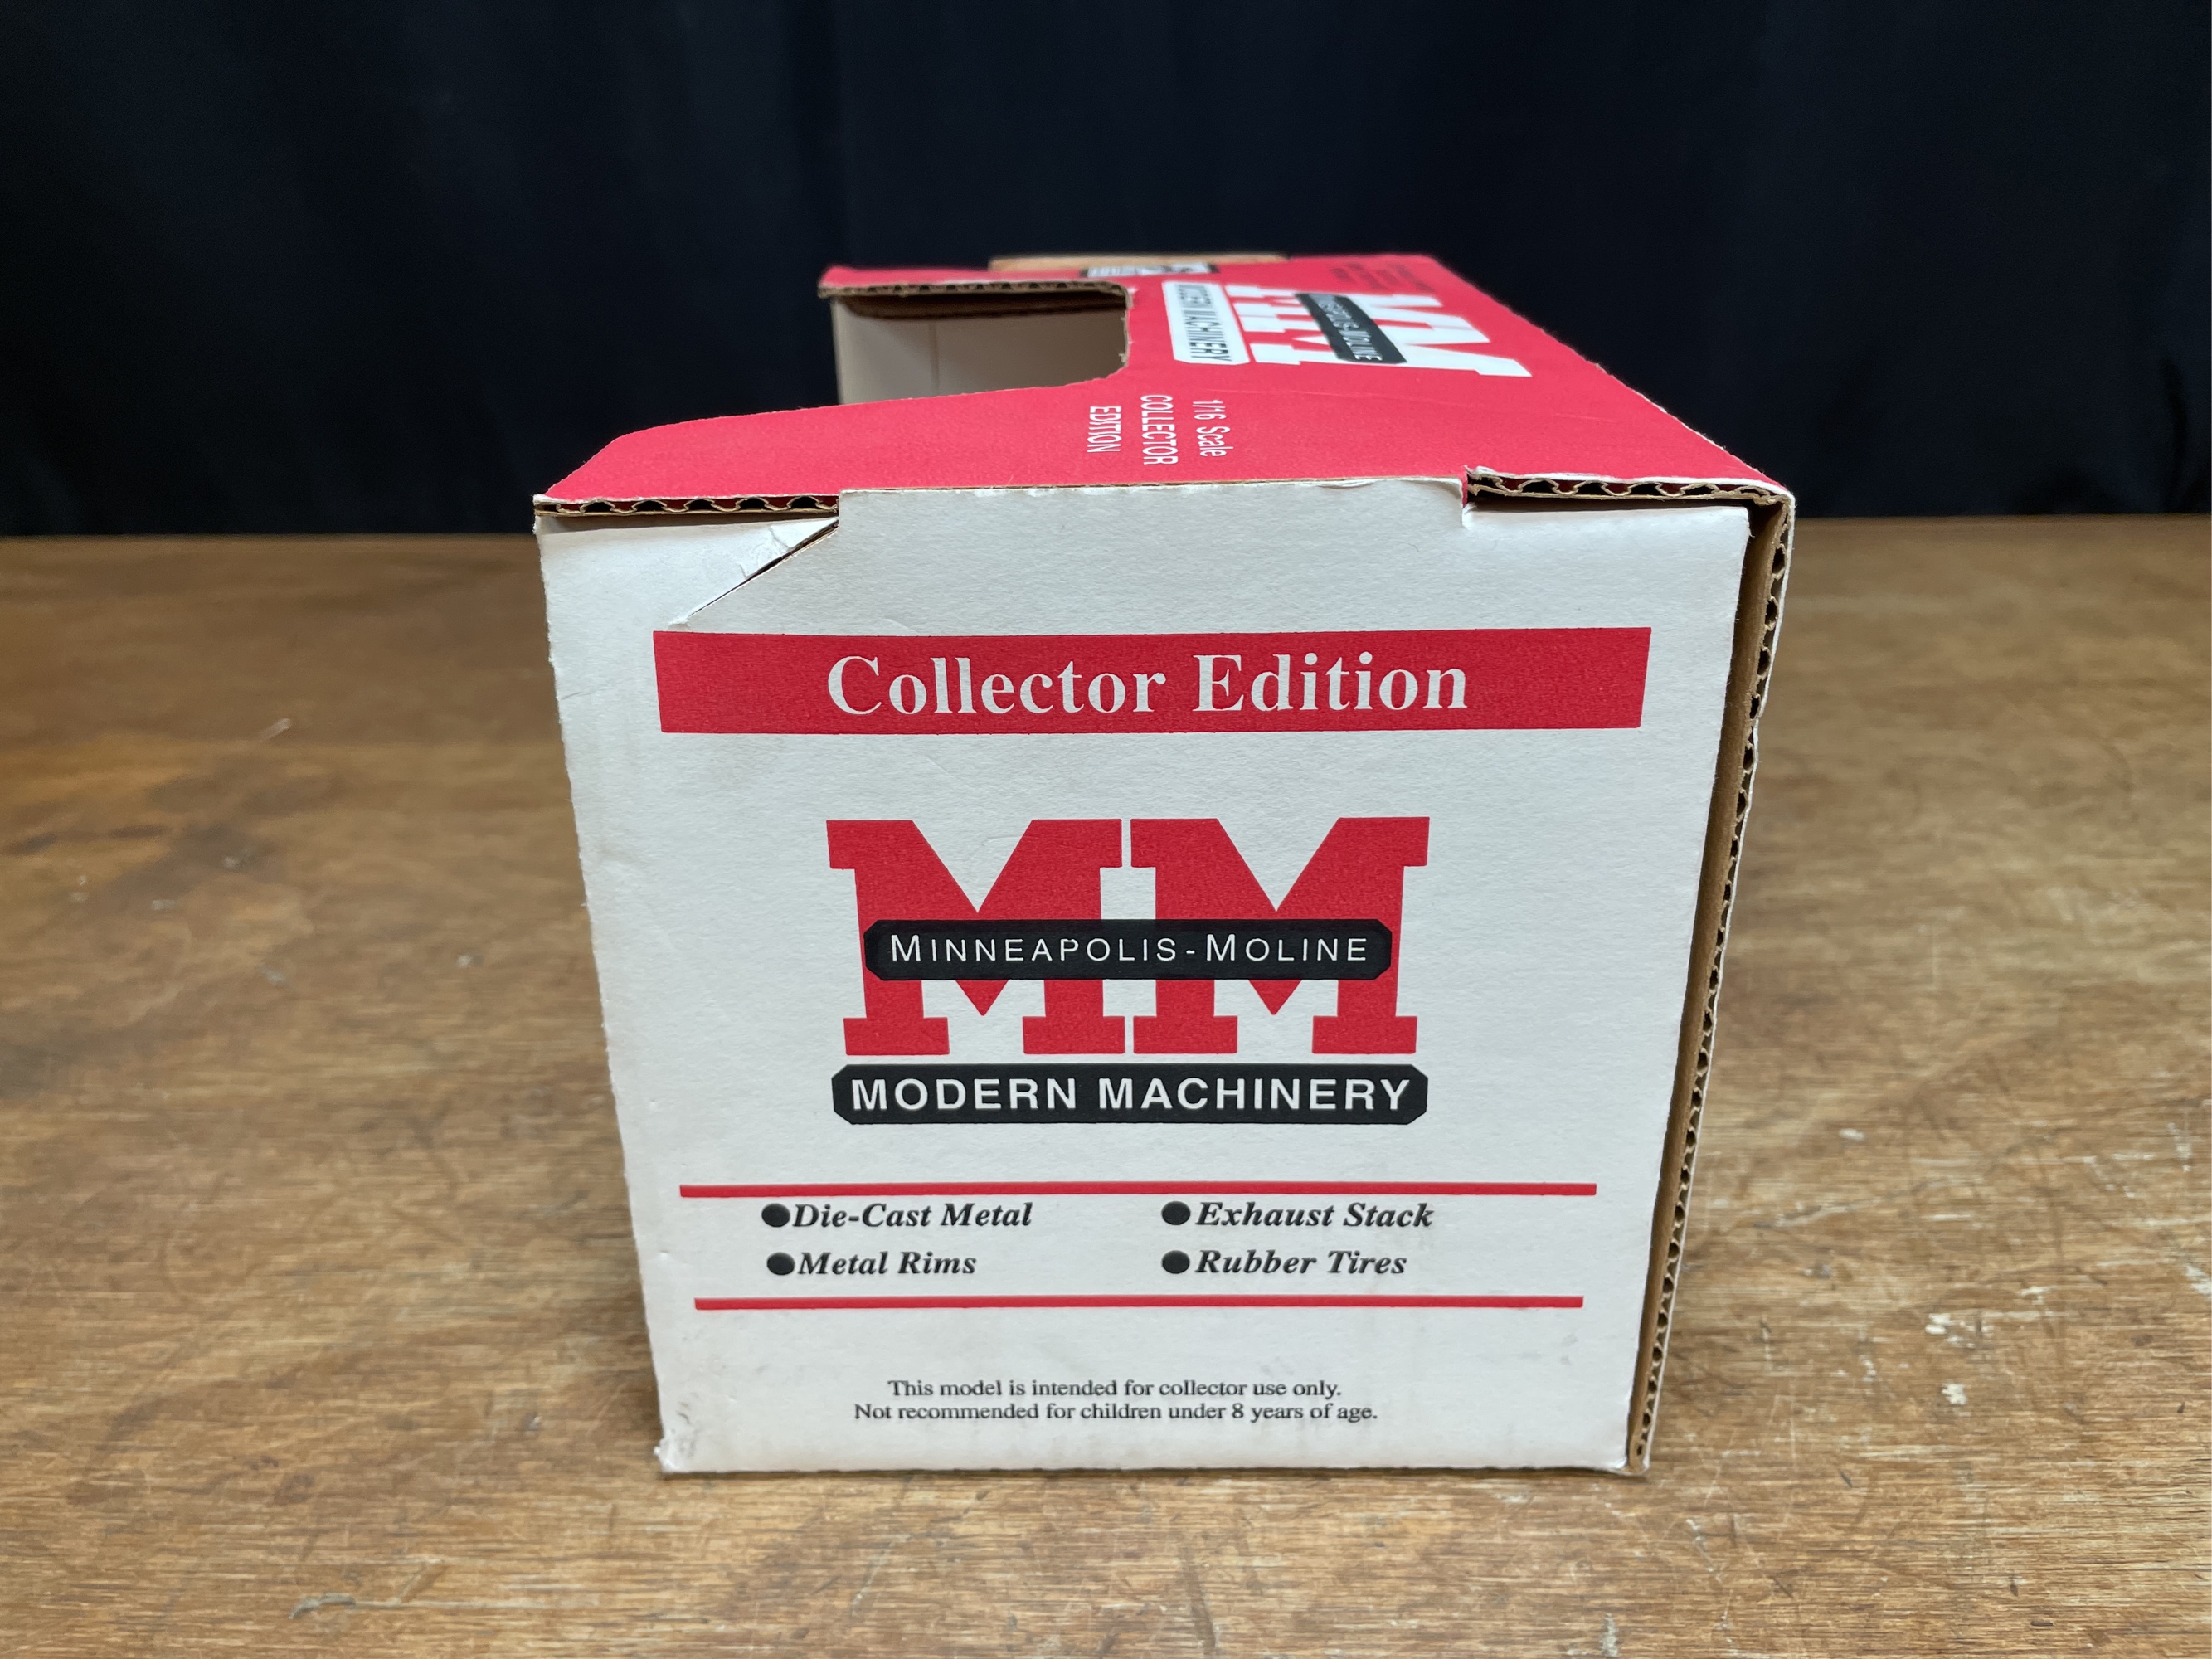 MM
MINNEAPOLIS-MOLINE
MODERN MACHINERY
1/16 Scale
COLLECTOR
EDITION
Collector Edition
MM
MINNEAPOLIS-MOLINE
MODERN MACHINERY
●Die-Cast Metal ●Exhaust Stack
●Metal Rims ●Rubber Tires
This model is intended for collector use only.
Not recommended for children under 8 years of age.